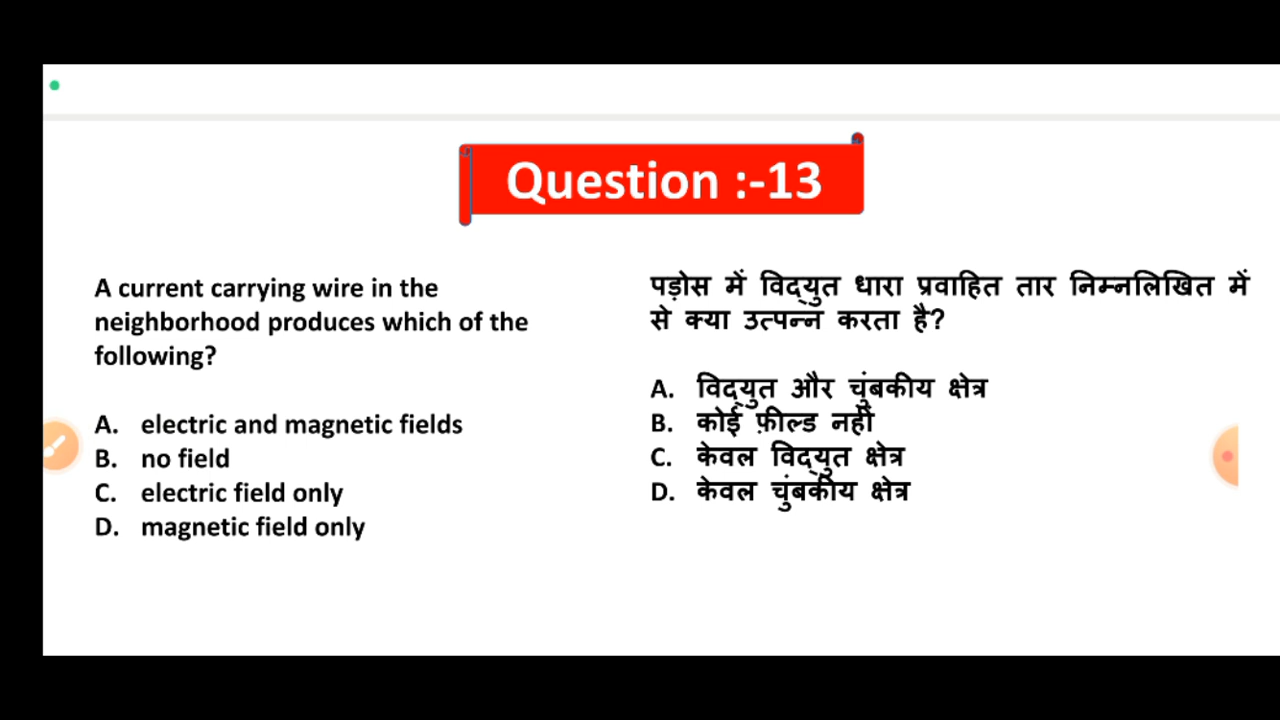 Question :-13
A current carrying wire in the
neighborhood produces which of the
following?
A. electric and magnetic fields
B. no field
C. electric field only
D. magnetic field only
पड़ोस में विद्युत धारा प्रवाहित तार निम्नलिखित में
से क्या उत्पन्न करता है?
A. विद्युत और चुंबकीय क्षेत्र
B. कोई फ़ील्ड नहीं
C. केवल विद्युत क्षेत्र
D. केवल चुंबकीय क्षेत्र